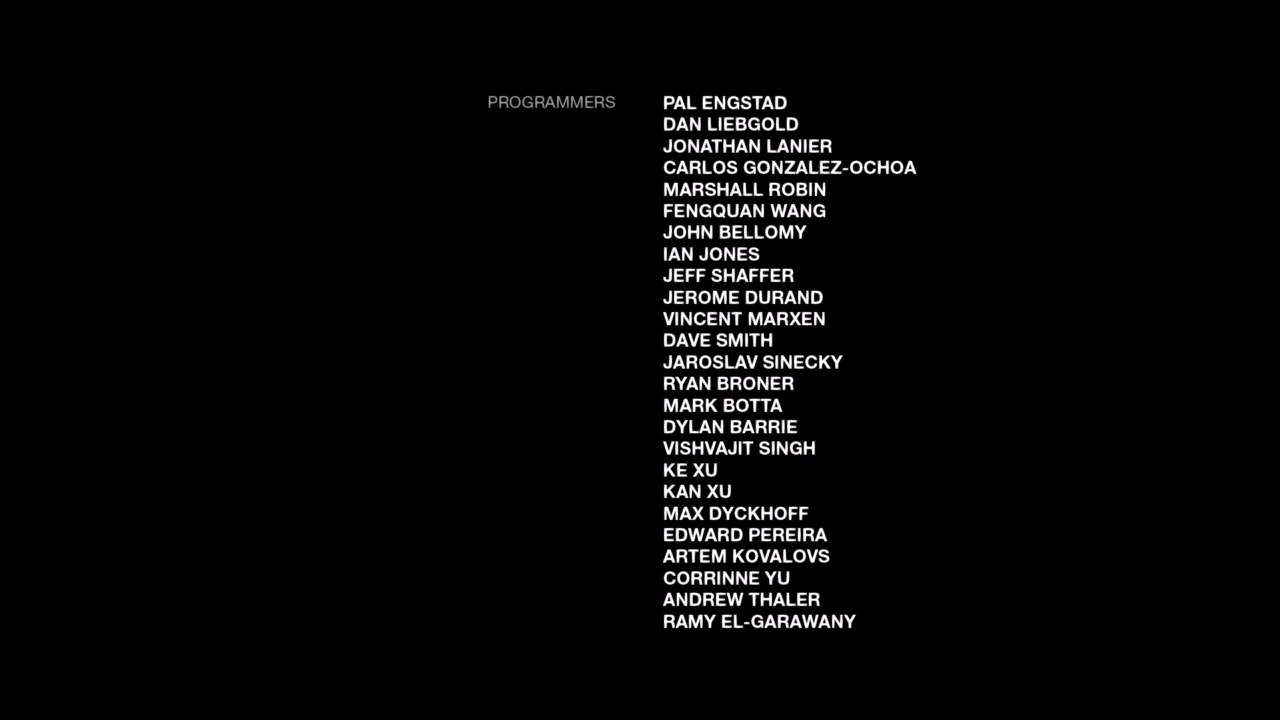 PROGRAMMERS PAL ENGSTAD
DAN LIEBGOLD
JONATHAN LANIER
CARLOS GONZALEZ-OCHOA
MARSHALL ROBIN
FENGQUAN WANG
JOHN BELLOMY
IAN JONES
JEFF SHAFFER
JEROME DURAND
VINCENT MARXEN
DAVE SMITH
JAROSLAV SINECKY
RYAN BRONER
MARK BOTTA
DYLAN BARRIE
VISHVAJIT SINGH
KE XU
KAN XU
MAX DYCKHOFF
EDWARD PEREIRA
ARTEM KOVALOVS
CORRINNE YU
ANDREW THALER
RAMY EL-GARAWANY